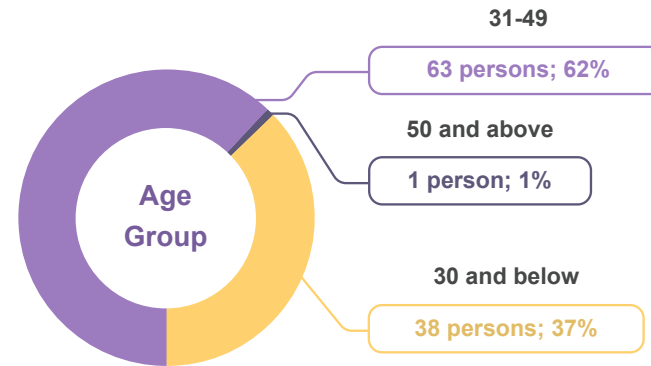 31-49
63 persons; 62%
50 and above
1 person; 1%
Age
Group
30 and below
38 persons; 37%